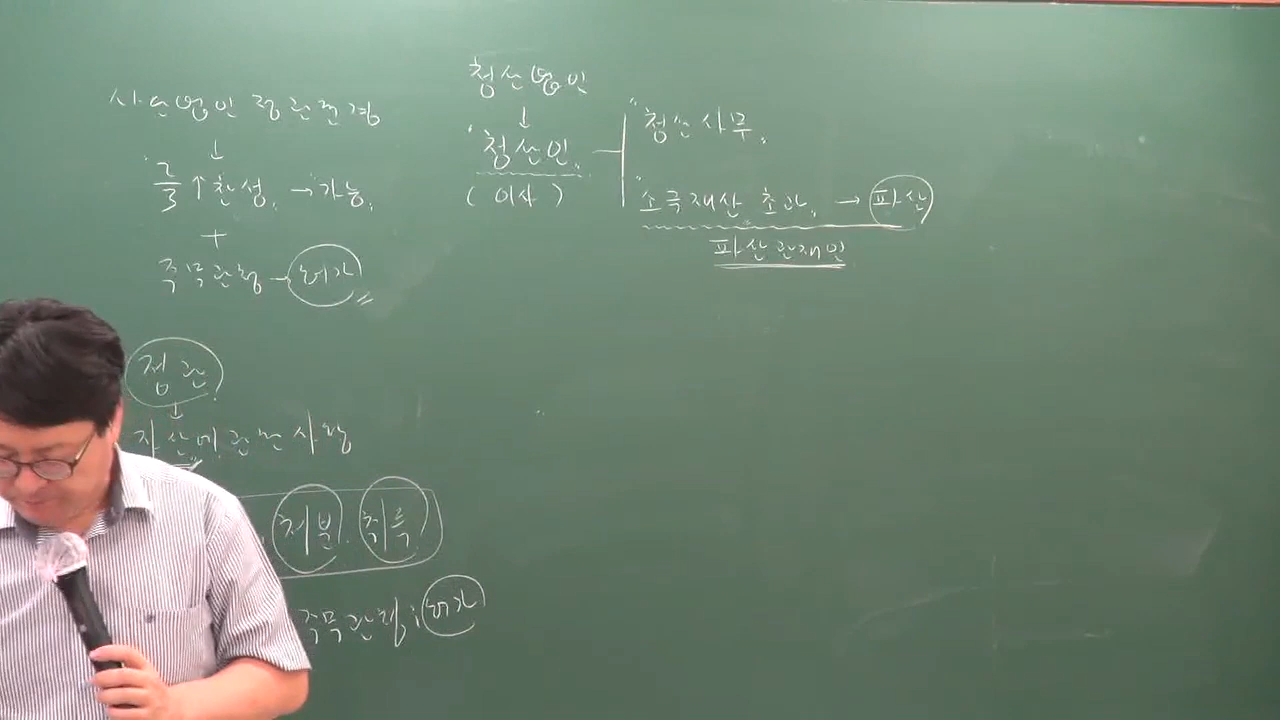 사단법인 정관변경
↓
"2/3↑찬성" → 가능.
+
주무관청 → 허가
정관
↓
자산에 관한 사항
처분. 취득
주무관청; 허가
청산법인
↓
"청산인"
(이사)
"청산사무"
"소극재산 초과" → 파산
파산관재인